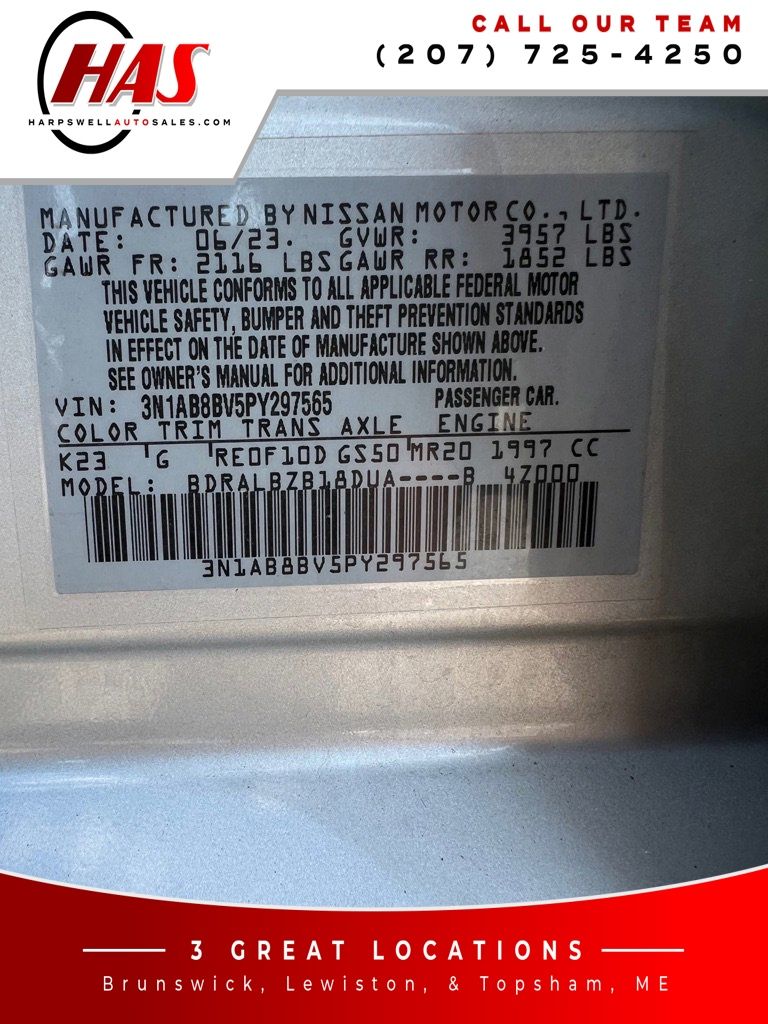 HAS
HARPSWELLAUTOSALES.COM
CALL OUR TEAM
(207) 725-4250
MANUFACTURED BY NISSAN MOTOR CO., LTD.
DATE: 06/23. GVWR: 3957 LBS
GAWR FR: 2116 LBS GAWR RR: 1852 LBS
THIS VEHICLE CONFORMS TO ALL APPLICABLE FEDERAL MOTOR
VEHICLE SAFETY, BUMPER AND THEFT PREVENTION STANDARDS
IN EFFECT ON THE DATE OF MANUFACTURE SHOWN ABOVE.
SEE OWNER'S MANUAL FOR ADDITIONAL INFORMATION.
VIN: 3N1AB8BV5PY297565 PASSENGER CAR.
COLOR TRIM TRANS AXLE ENGINE
K23 G RE0F10D GS50 MR20 1997 CC
MODEL: BDRALBZB18DUA----B 4Z000
3N1AB8BV5PY297565
3 GREAT LOCATIONS
Brunswick, Lewiston, & Topsham, ME